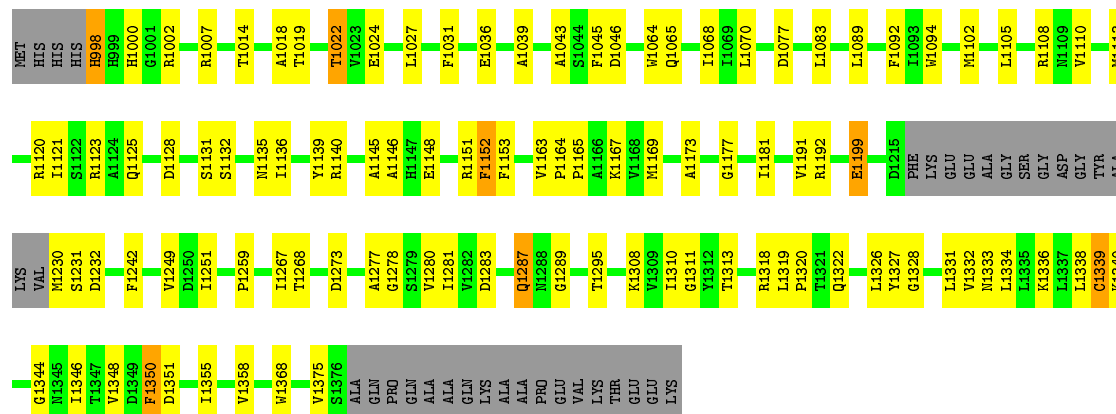 MET HIS HIS HIS H998 H999 H1000 G1001 R1002 R1007 T1014 A1018 T1019 T1022 V1023 E1024 L1027 F1031 E1036 A1039 A1043 S1044 F1045 D1046 W1064 Q1065 I1068 I1069 L1070 D1077 L1083 L1089 F1092 I1093 W1094 M1102 L1105 R1108 N1109 V1110
R1120 I1121 S1122 R1123 A1124 Q1125 D1128 S1131 S1132 N1135 I1136 Y1139 R1140 A1145 A1146 H1147 E1148 R1151 F1152 F1153 V1163 P1164 P1165 A1166 K1167 V1168 M1169 A1173 G1177 I1181 V1191 R1192 E1199 D1215 PHE LYS GLU GLU ALA GLY SER GLY ASP GLY TYR ALA
LYS VAL M1230 S1231 D1232 F1242 V1249 D1250 I1251 P1259 I1267 T1268 D1273 A1277 G1278 S1279 V1280 I1281 V1282 D1283 Q1287 N1288 G1289 T1295 K1308 V1309 I1310 G1311 Y1312 T1313 R1318 L1319 P1320 T1321 Q1322 L1326 Y1327 G1328 L1331 V1332 N1333 L1334 L1335 K1336 L1337 L1338 C1339
G1344 N1345 I1346 T1347 V1348 D1349 F1350 D1351 I1355 V1358 W1368 V1375 S1376 ALA GLN PRO GLN ALA ALA GLN LYS ALA ALA PRO GLU VAL LYS THR GLU GLU LYS